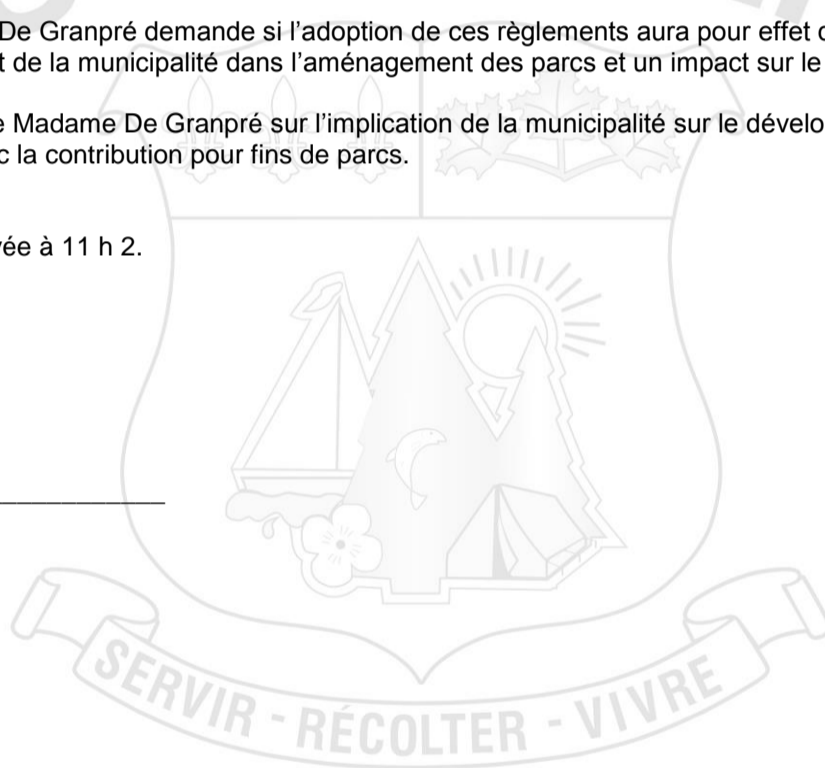 De Granpré demande si l'adoption de ces règlements aura pour effet
de la municipalité dans l'aménagement des parcs et un impact sur le
Madame De Granpré sur l'implication de la municipalité sur le
la contribution pour fins de parcs.
à 11 h 2.
SERVIR - RÉCOLTER - VIVRE